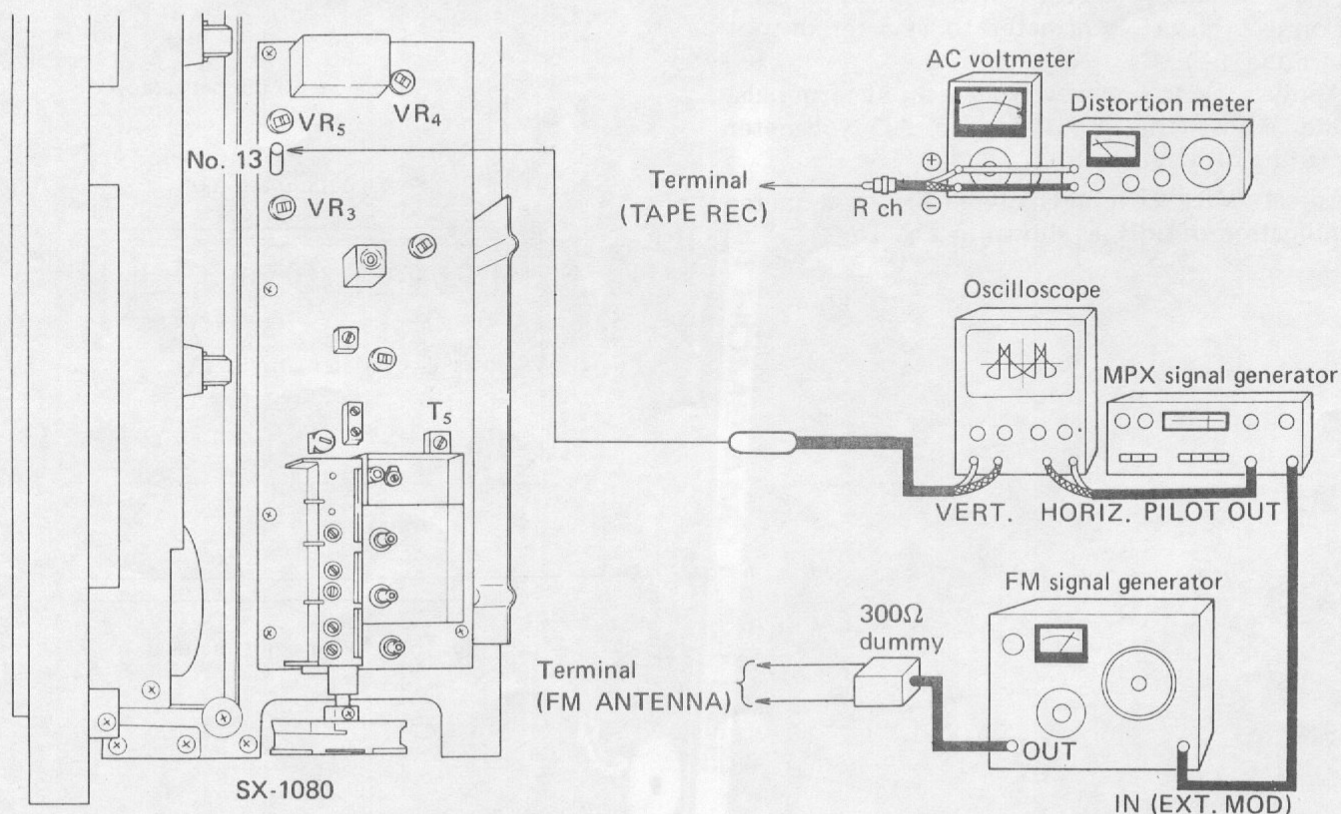 AC voltmeter
VR4
VR5
Distortion meter
No. 13
⊕
Terminal
(TAPE REC)
R ch ⊖
VR3
Oscilloscope
MPX signal generator
T5
VERT. HORIZ. PILOT OUT
FM signal generator
300Ω
dummy
Terminal
(FM ANTENNA)
OUT
SX-1080
IN (EXT. MOD)